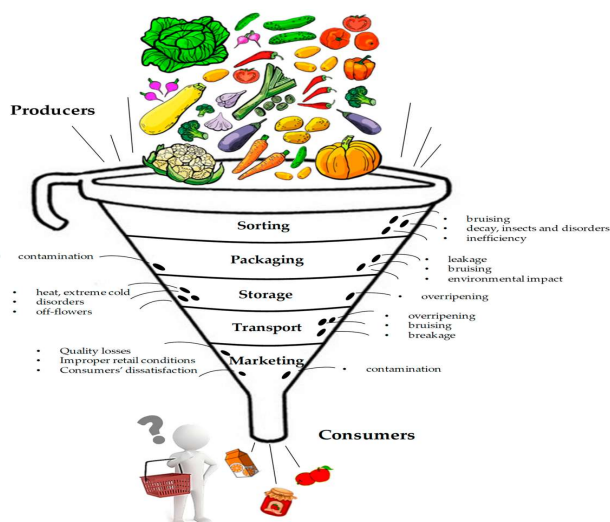 Producers
Sorting
• bruising
• decay, insects and disorders
• inefficiency
contamination
Packaging
• leakage
• bruising
• environmental impact
• heat, extreme cold
• disorders
• off-flowers
Storage
• overripening
Transport
• overripening
• bruising
• breakage
• Quality losses
• Improper retail conditions
• Consumers' dissatisfaction
Marketing
• contamination
Consumers